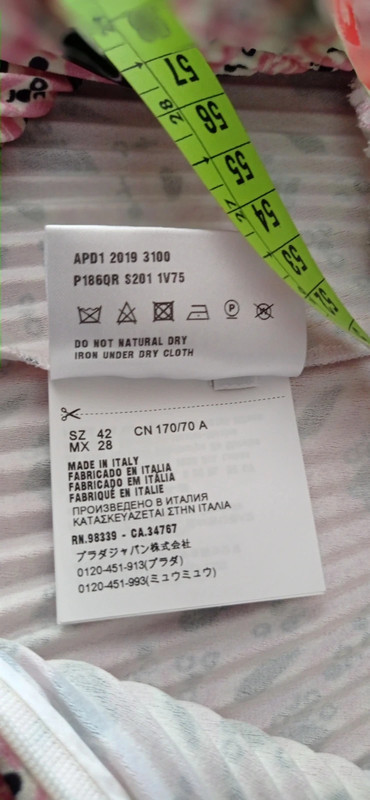 57
28
56
55
27
54
53
52
APD1 2019 3100
P186QR S201 1V75
P
DO NOT NATURAL DRY
IRON UNDER DRY CLOTH
SZ 42 CN 170/70 A
MX 28
MADE IN ITALY
FABRICADO EN ITALIA
FABRICADO EM ITÁLIA
FABRIQUÉ EN ITALIE
ПРОИЗВЕДЕНО В ИТАЛИЯ
ΚΑΤΑΣΚΕΥΑΖΕΤΑΙ ΣΤΗΝ ΙΤΑΛΙΑ
RN.98339 - CA.34767
プラダジャパン株式会社
0120-451-913(プラダ)
0120-451-993(ミュウミュウ)